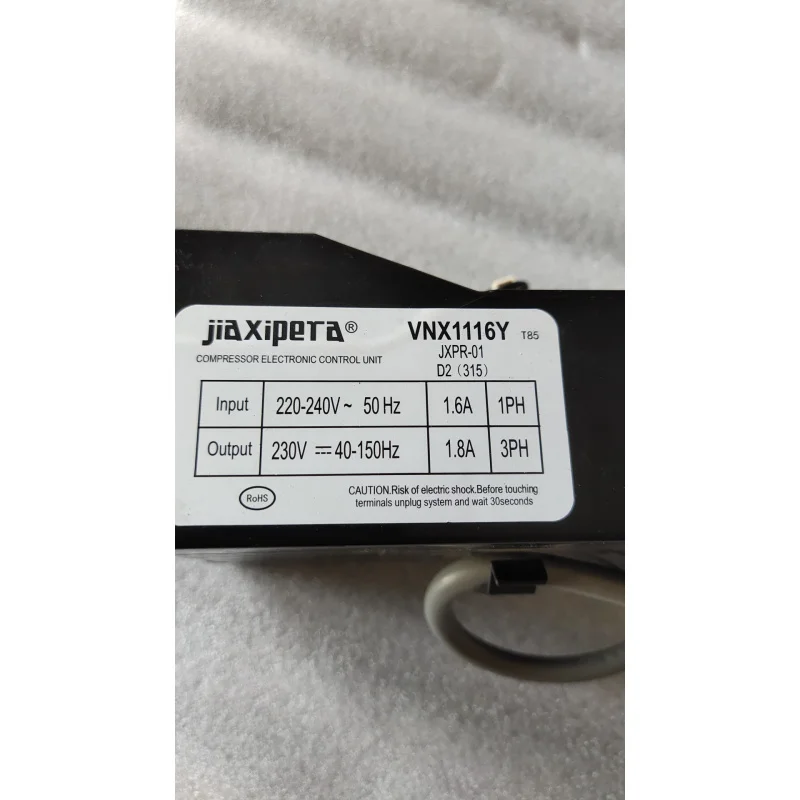 jiaxipera® VNX1116Y T85
COMPRESSOR ELECTRONIC CONTROL UNIT JXPR-01
D2（315）
Input 220-240V~ 50Hz 1.6A 1PH
Output 230V ⎓ 40-150Hz 1.8A 3PH
RoHS
CAUTION.Risk of electric shock.Before touching
terminals unplug system and wait 30seconds